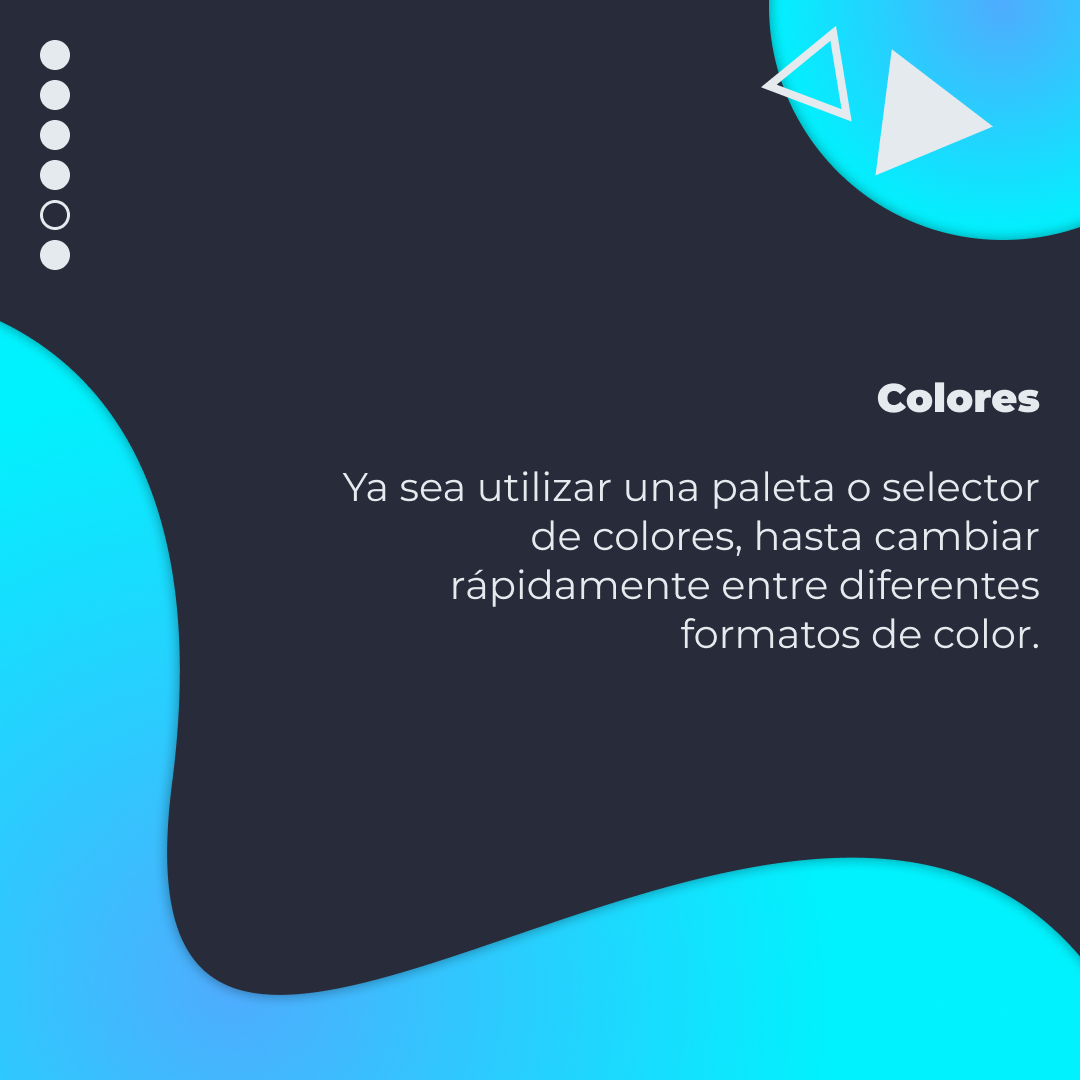 Colores
Ya sea utilizar una paleta o selector
de colores, hasta cambiar
rápidamente entre diferentes
formatos de color.